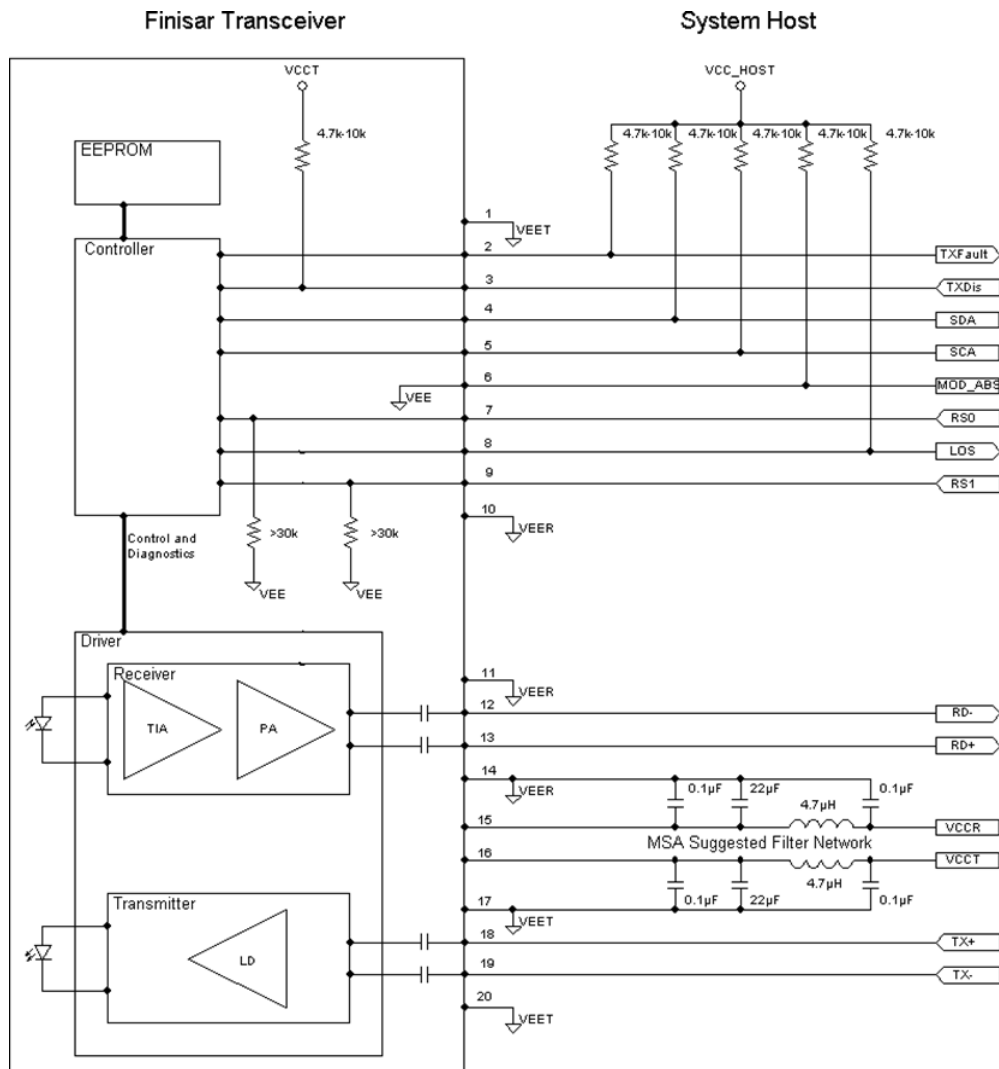 Finisar Transceiver
System Host
VCCT
VCC_HOST
4.7k-10k
4.7k-10k 4.7k-10k 4.7k-10k 4.7k-10k 4.7k-10k
EEPROM
Controller
1
VEET
2
TXFault
3
TXDis
4
SDA
5
SCA
6
VEE
MOD_ABS
7
RS0
8
LOS
9
RS1
10
VEER
Control and
Diagnostics
>30k
>30k
VEE
VEE
Driver
Receiver
TIA
PA
11
VEER
12
RD-
13
RD+
14
VEER
0.1µF
22µF
4.7µH
0.1µF
15
VCCR
MSA Suggested Filter Network
16
VCCT
0.1µF
22µF
4.7µH
0.1µF
17
VEET
Transmitter
LD
18
TX+
19
TX-
20
VEET